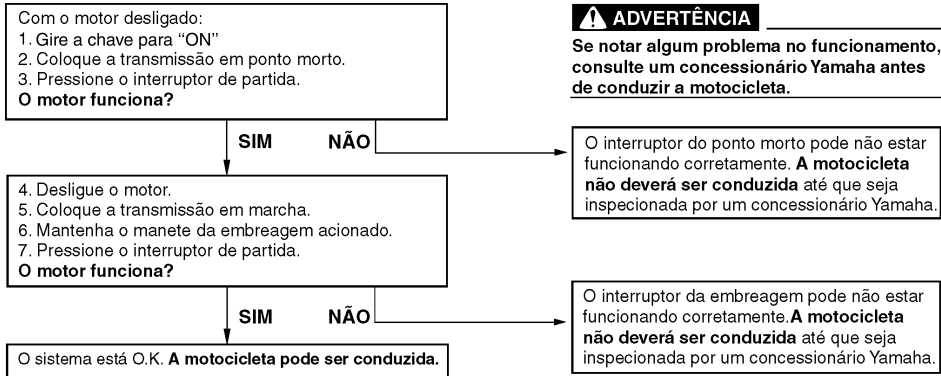 Com o motor desligado:
1. Gire a chave para “ON”
2. Coloque a transmissão em ponto morto.
3. Pressione o interruptor de partida.
O motor funciona?
ADVERTÊNCIA
Se notar algum problema no funcionamento,
consulte um concessionário Yamaha antes
de conduzir a motocicleta.
SIM
NÃO
O interruptor do ponto morto pode não estar
funcionando corretamente. A motocicleta
não deverá ser conduzida até que seja
inspecionada por um concessionário Yamaha.
4. Desligue o motor.
5. Coloque a transmissão em marcha.
6. Mantenha o manete da embreagem acionado.
7. Pressione o interruptor de partida.
O motor funciona?
SIM
NÃO
O interruptor da embreagem pode não estar
funcionando corretamente. A motocicleta
não deverá ser conduzida até que seja
inspecionada por um concessionário Yamaha.
O sistema está O.K. A motocicleta pode ser conduzida.